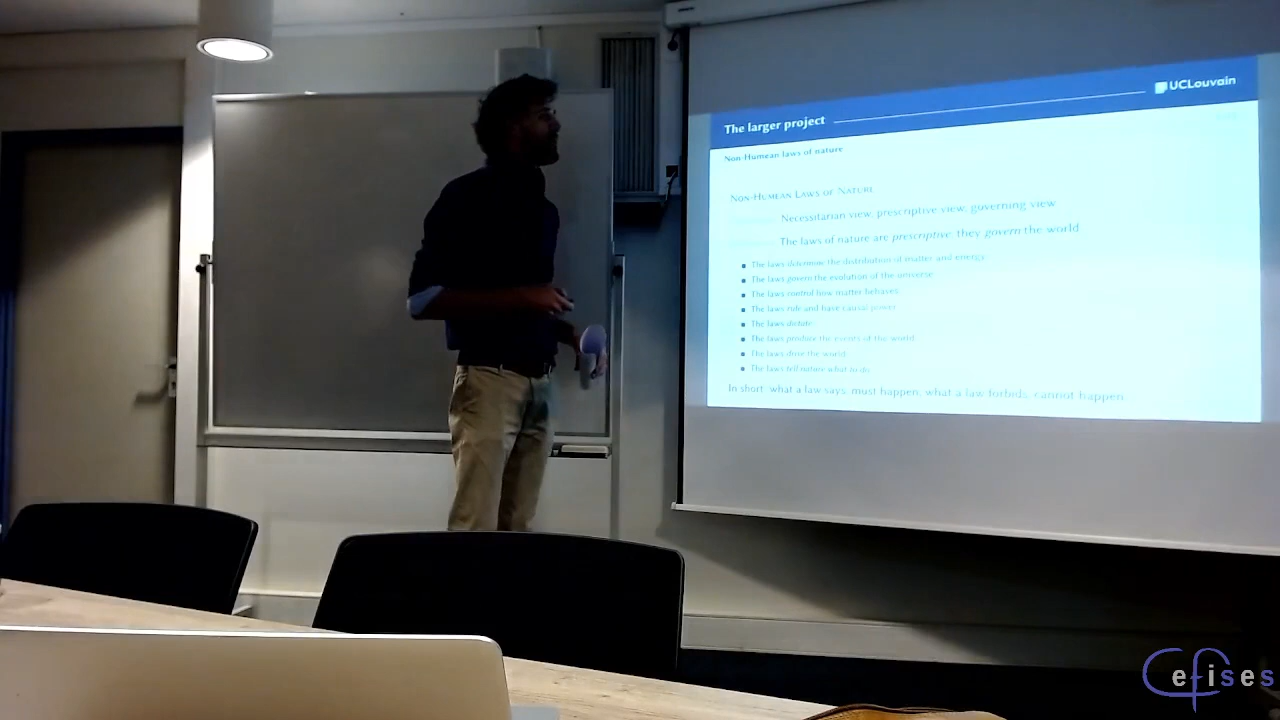 UCLouvain
The larger project
Non-Humean laws of nature
NON-HUMEAN LAWS OF NATURE
Necessitarian view, prescriptive view, governing view
The laws of nature are prescriptive: they govern the world
The laws determine the distribution of matter and energy.
The laws govern the evolution of the universe.
The laws control how matter behaves.
The laws rule and have causal power.
The laws dictate.
The laws produce the events of the world.
The laws drive the world.
The laws tell nature what to do.
In short: what a law says, must happen, what a law forbids, cannot happen
efises